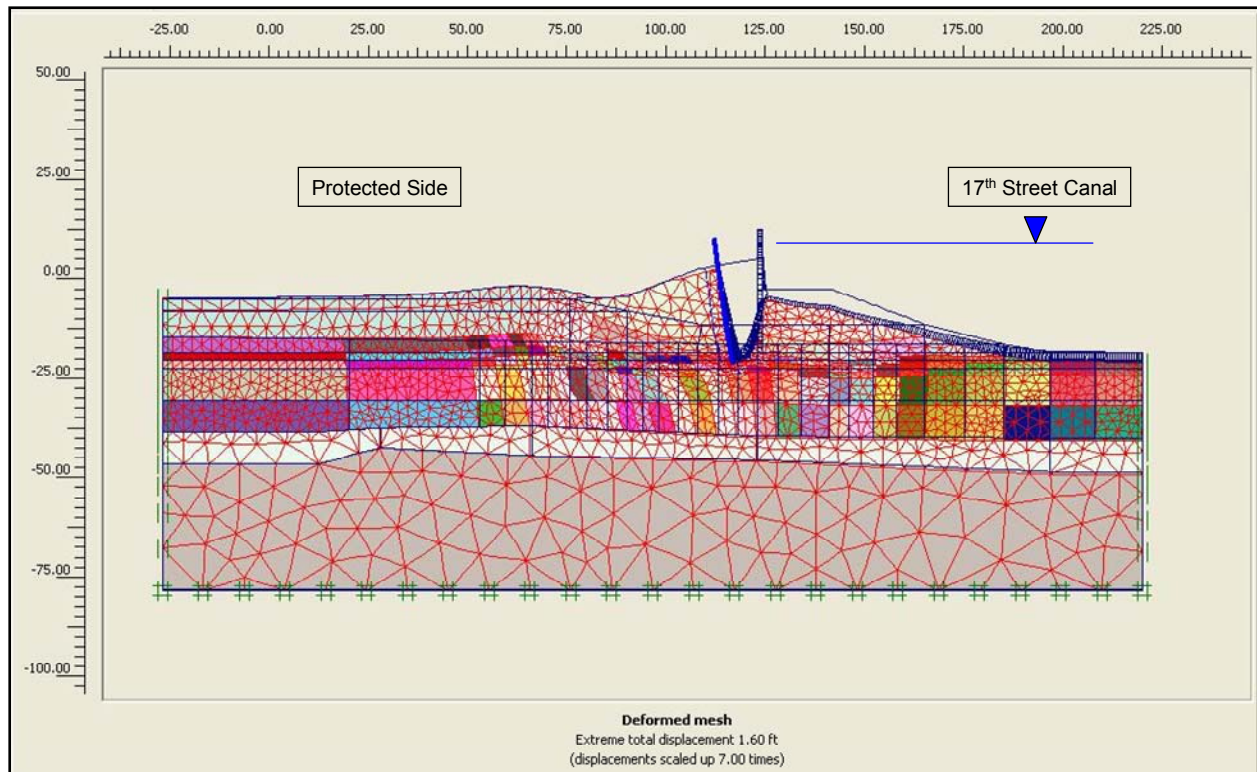 -25.00 0.00 25.00 50.00 75.00 100.00 125.00 150.00 175.00 200.00 225.00
50.00
25.00
0.00
-25.00
-50.00
-75.00
-100.00
Protected Side
17th Street Canal
Deformed mesh
Extreme total displacement 1.60 ft
(displacements scaled up 7.00 times)